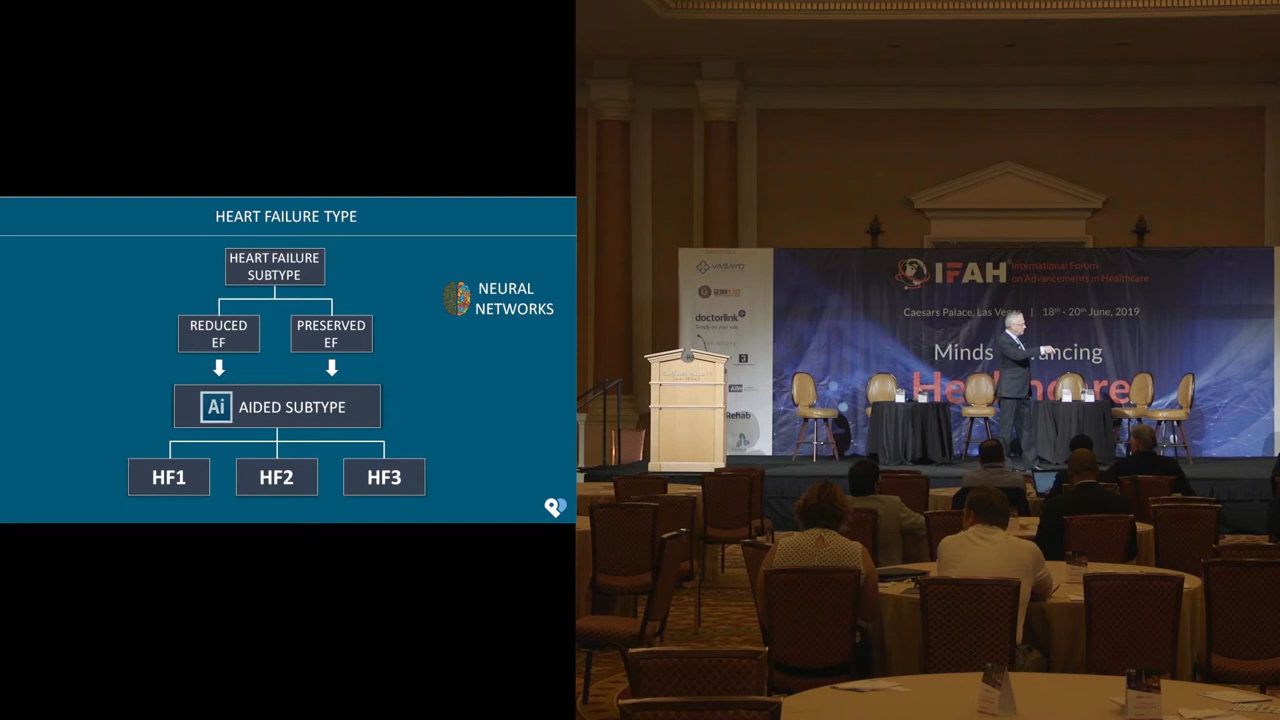 HEART FAILURE TYPE
HEART FAILURE
SUBTYPE
NEURAL
NETWORKS
REDUCED
EF
PRESERVED
EF
Ai AIDED SUBTYPE
HF1
HF2
HF3
VASAYO
doctorlink
Rehab
IFAH
International Forum
on Advancements in Healthcare
Caesars Palace, Las Vegas | 18th - 20th June, 2019
Minds